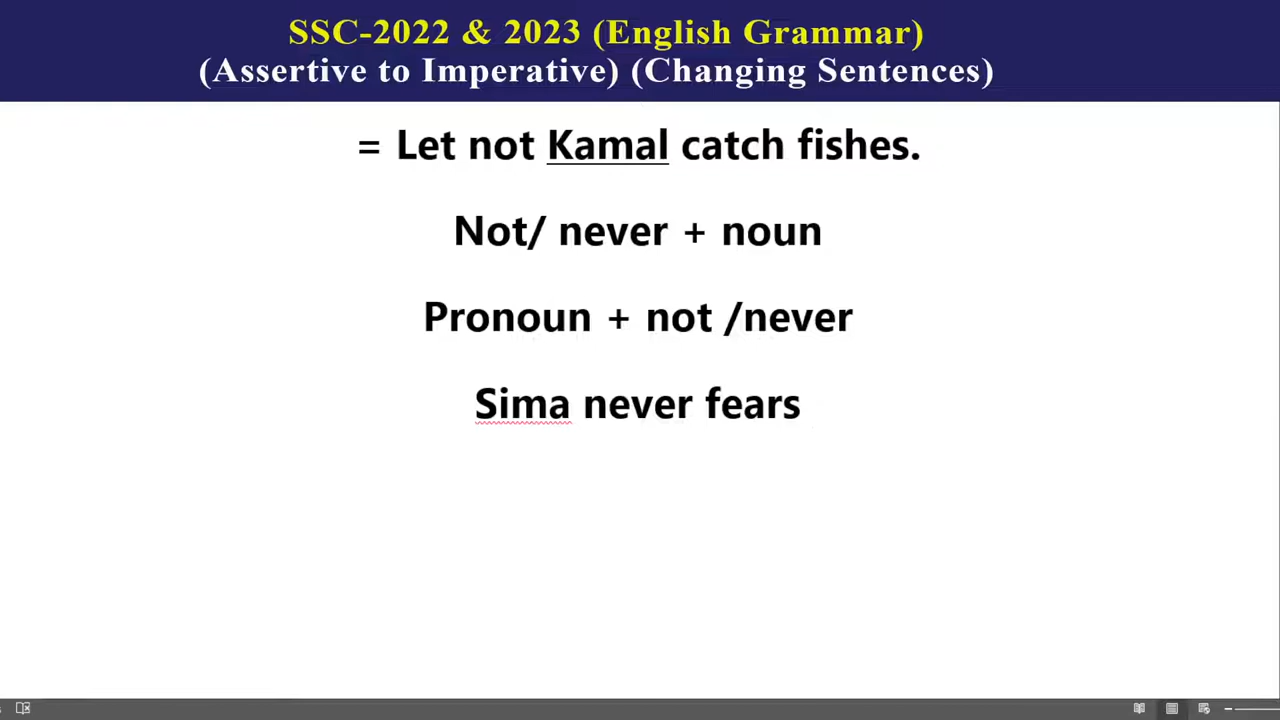 SSC-2022 & 2023 (English Grammar)
(Assertive to Imperative) (Changing Sentences)
= Let not Kamal catch fishes.
Not/ never + noun
Pronoun + not /never
Sima never fears